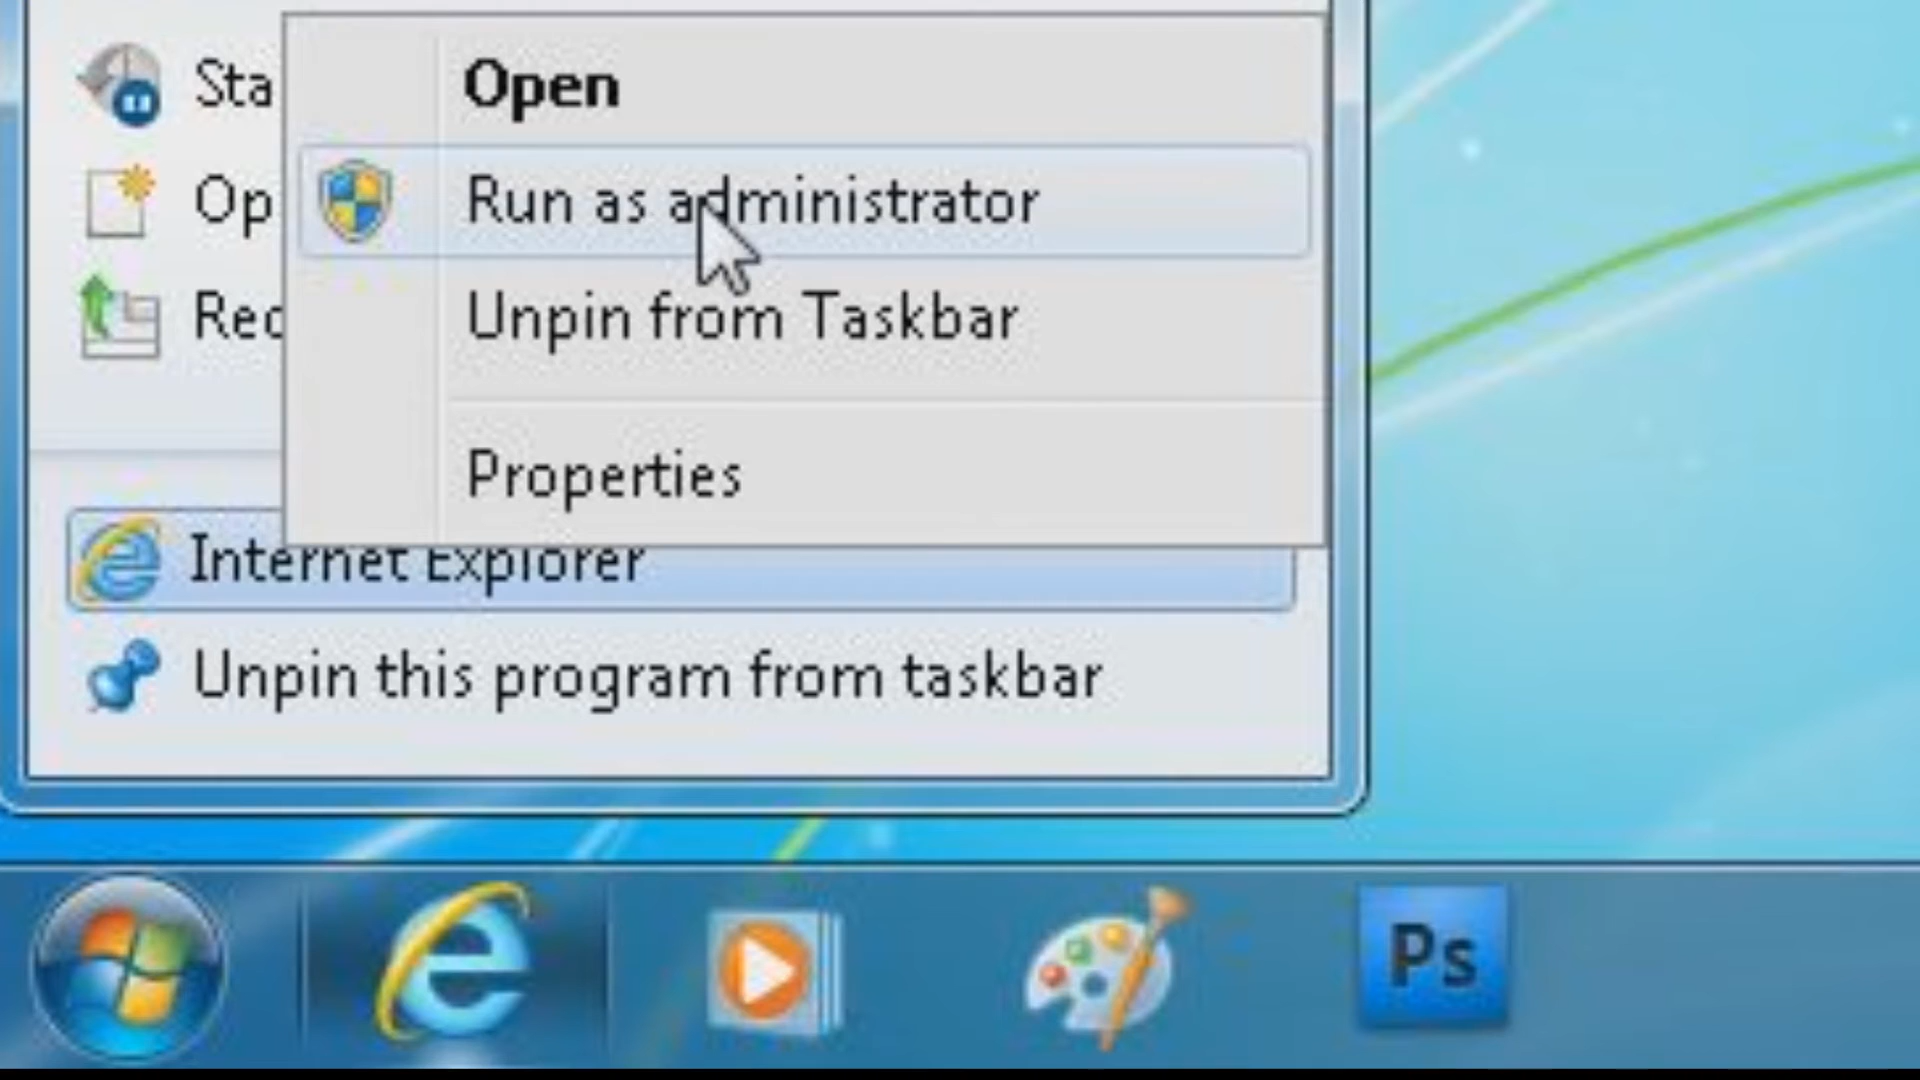 Open
Sta
Run as administrator
Op
Unpin from Taskbar
Rec
Properties
Internet Explorer
Unpin this program from taskbar
Ps